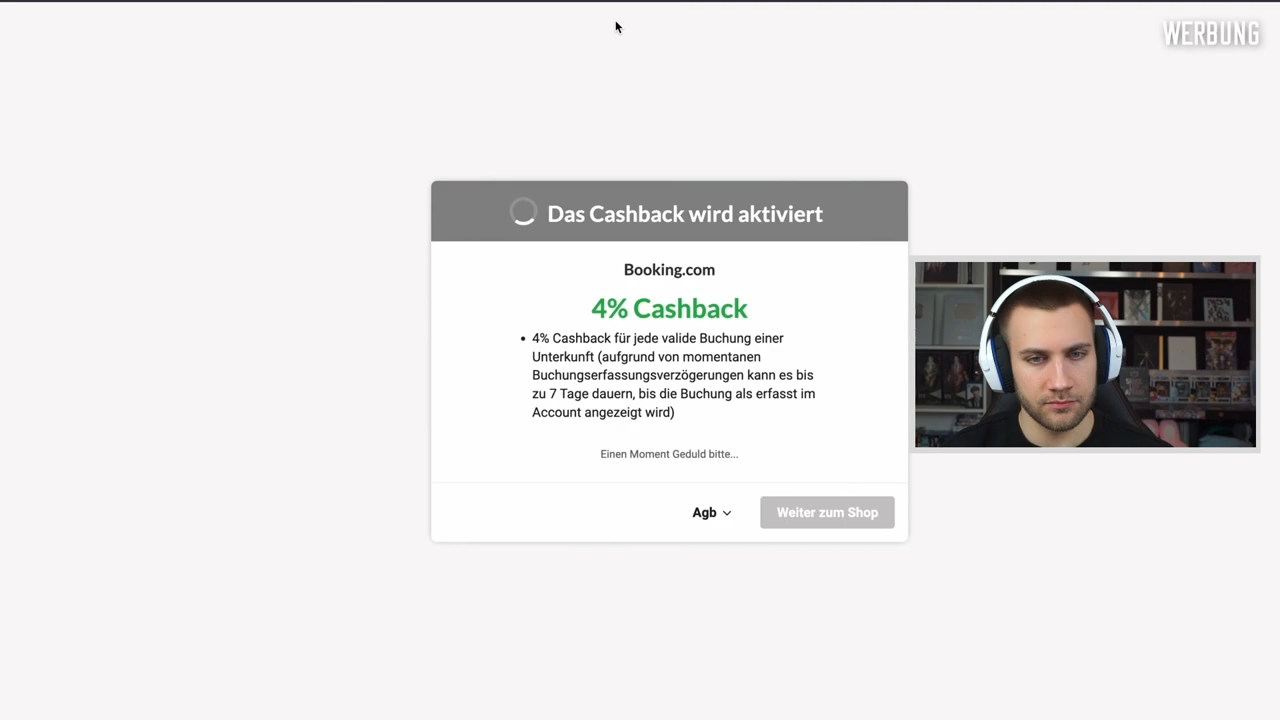 WERBUNG
Das Cashback wird aktiviert
Booking.com
4% Cashback
• 4% Cashback für jede valide Buchung einer
Unterkunft (aufgrund von momentanen
Buchungserfassungsverzögerungen kann es bis
zu 7 Tage dauern, bis die Buchung als erfasst im
Account angezeigt wird)
Einen Moment Geduld bitte...
Agb
Weiter zum Shop